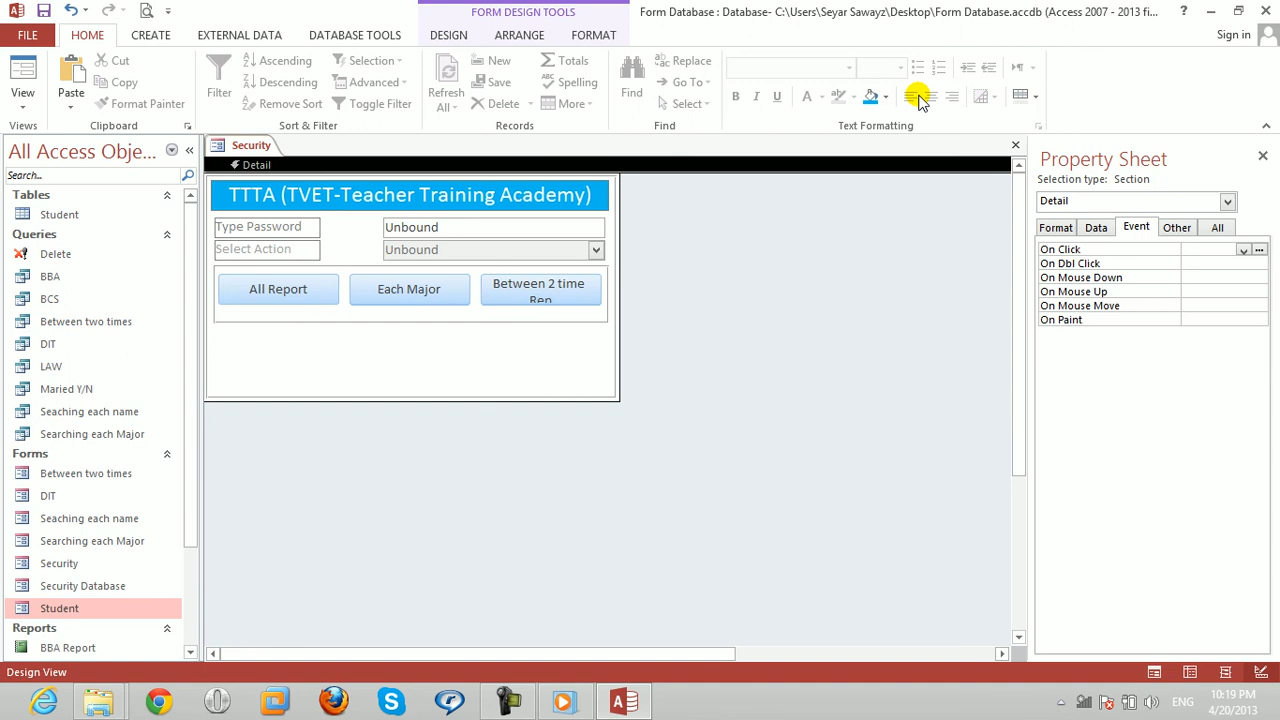 FORM DESIGN TOOLS
Form Database : Database- C:\Users\Seyar Sawayz\Desktop\Form Database.accdb (Access 2007 - 2013 fi...
FILE HOME CREATE EXTERNAL DATA DATABASE TOOLS DESIGN ARRANGE FORMAT Sign in
View
Views
Paste
Cut
Copy
Format Painter
Clipboard
Filter
Ascending
Descending
Remove Sort
Selection
Advanced
Toggle Filter
Sort & Filter
Refresh
All
New
Save
Delete
Totals
Spelling
More
Records
Find
Replace
Go To
Select
Find
B I U A
Text Formatting
All Access Obje...
Search...
Tables
Student
Queries
Delete
BBA
BCS
Between two times
DIT
LAW
Maried Y/N
Seaching each name
Searching each Major
Forms
Between two times
DIT
Seaching each name
Searching each Major
Security
Security Database
Student
Reports
BBA Report
Security
Detail
TTTA (TVET-Teacher Training Academy)
Type Password Unbound
Select Action Unbound
All Report
Each Major
Between 2 time
Rep
Property Sheet
Selection type: Section
Detail
Format Data Event Other All
On Click
On Dbl Click
On Mouse Down
On Mouse Up
On Mouse Move
On Paint
Design View
ENG
10:19 PM
4/20/2013